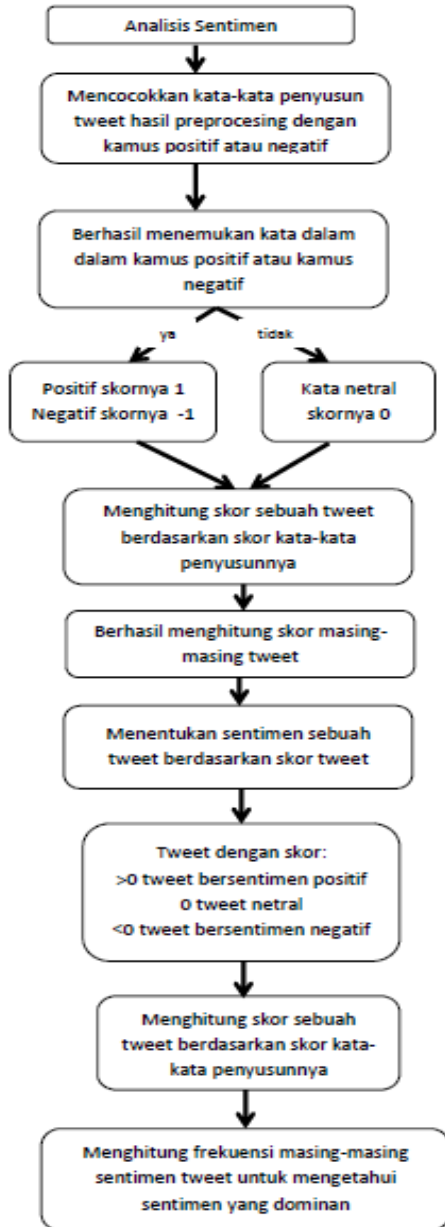 Analisis Sentimen
Mencocokkan kata-kata penyusun
tweet hasil preprocesing dengan
kamus positif atau negatif
Berhasil menemukan kata dalam
dalam kamus positif atau kamus
negatif
ya
tidak
Positif skornya 1
Negatif skornya -1
Kata netral
skornya 0
Menghitung skor sebuah tweet
berdasarkan skor kata-kata
penyusunnya
Berhasil menghitung skor masing-
masing tweet
Menentukan sentimen sebuah
tweet berdasarkan skor tweet
Tweet dengan skor:
>0 tweet bersentimen positif
0 tweet netral
<0 tweet bersentimen negatif
Menghitung skor sebuah
tweet berdasarkan skor kata-
kata penyusunnya
Menghitung frekuensi masing-masing
sentimen tweet untuk mengetahui
sentimen yang dominan